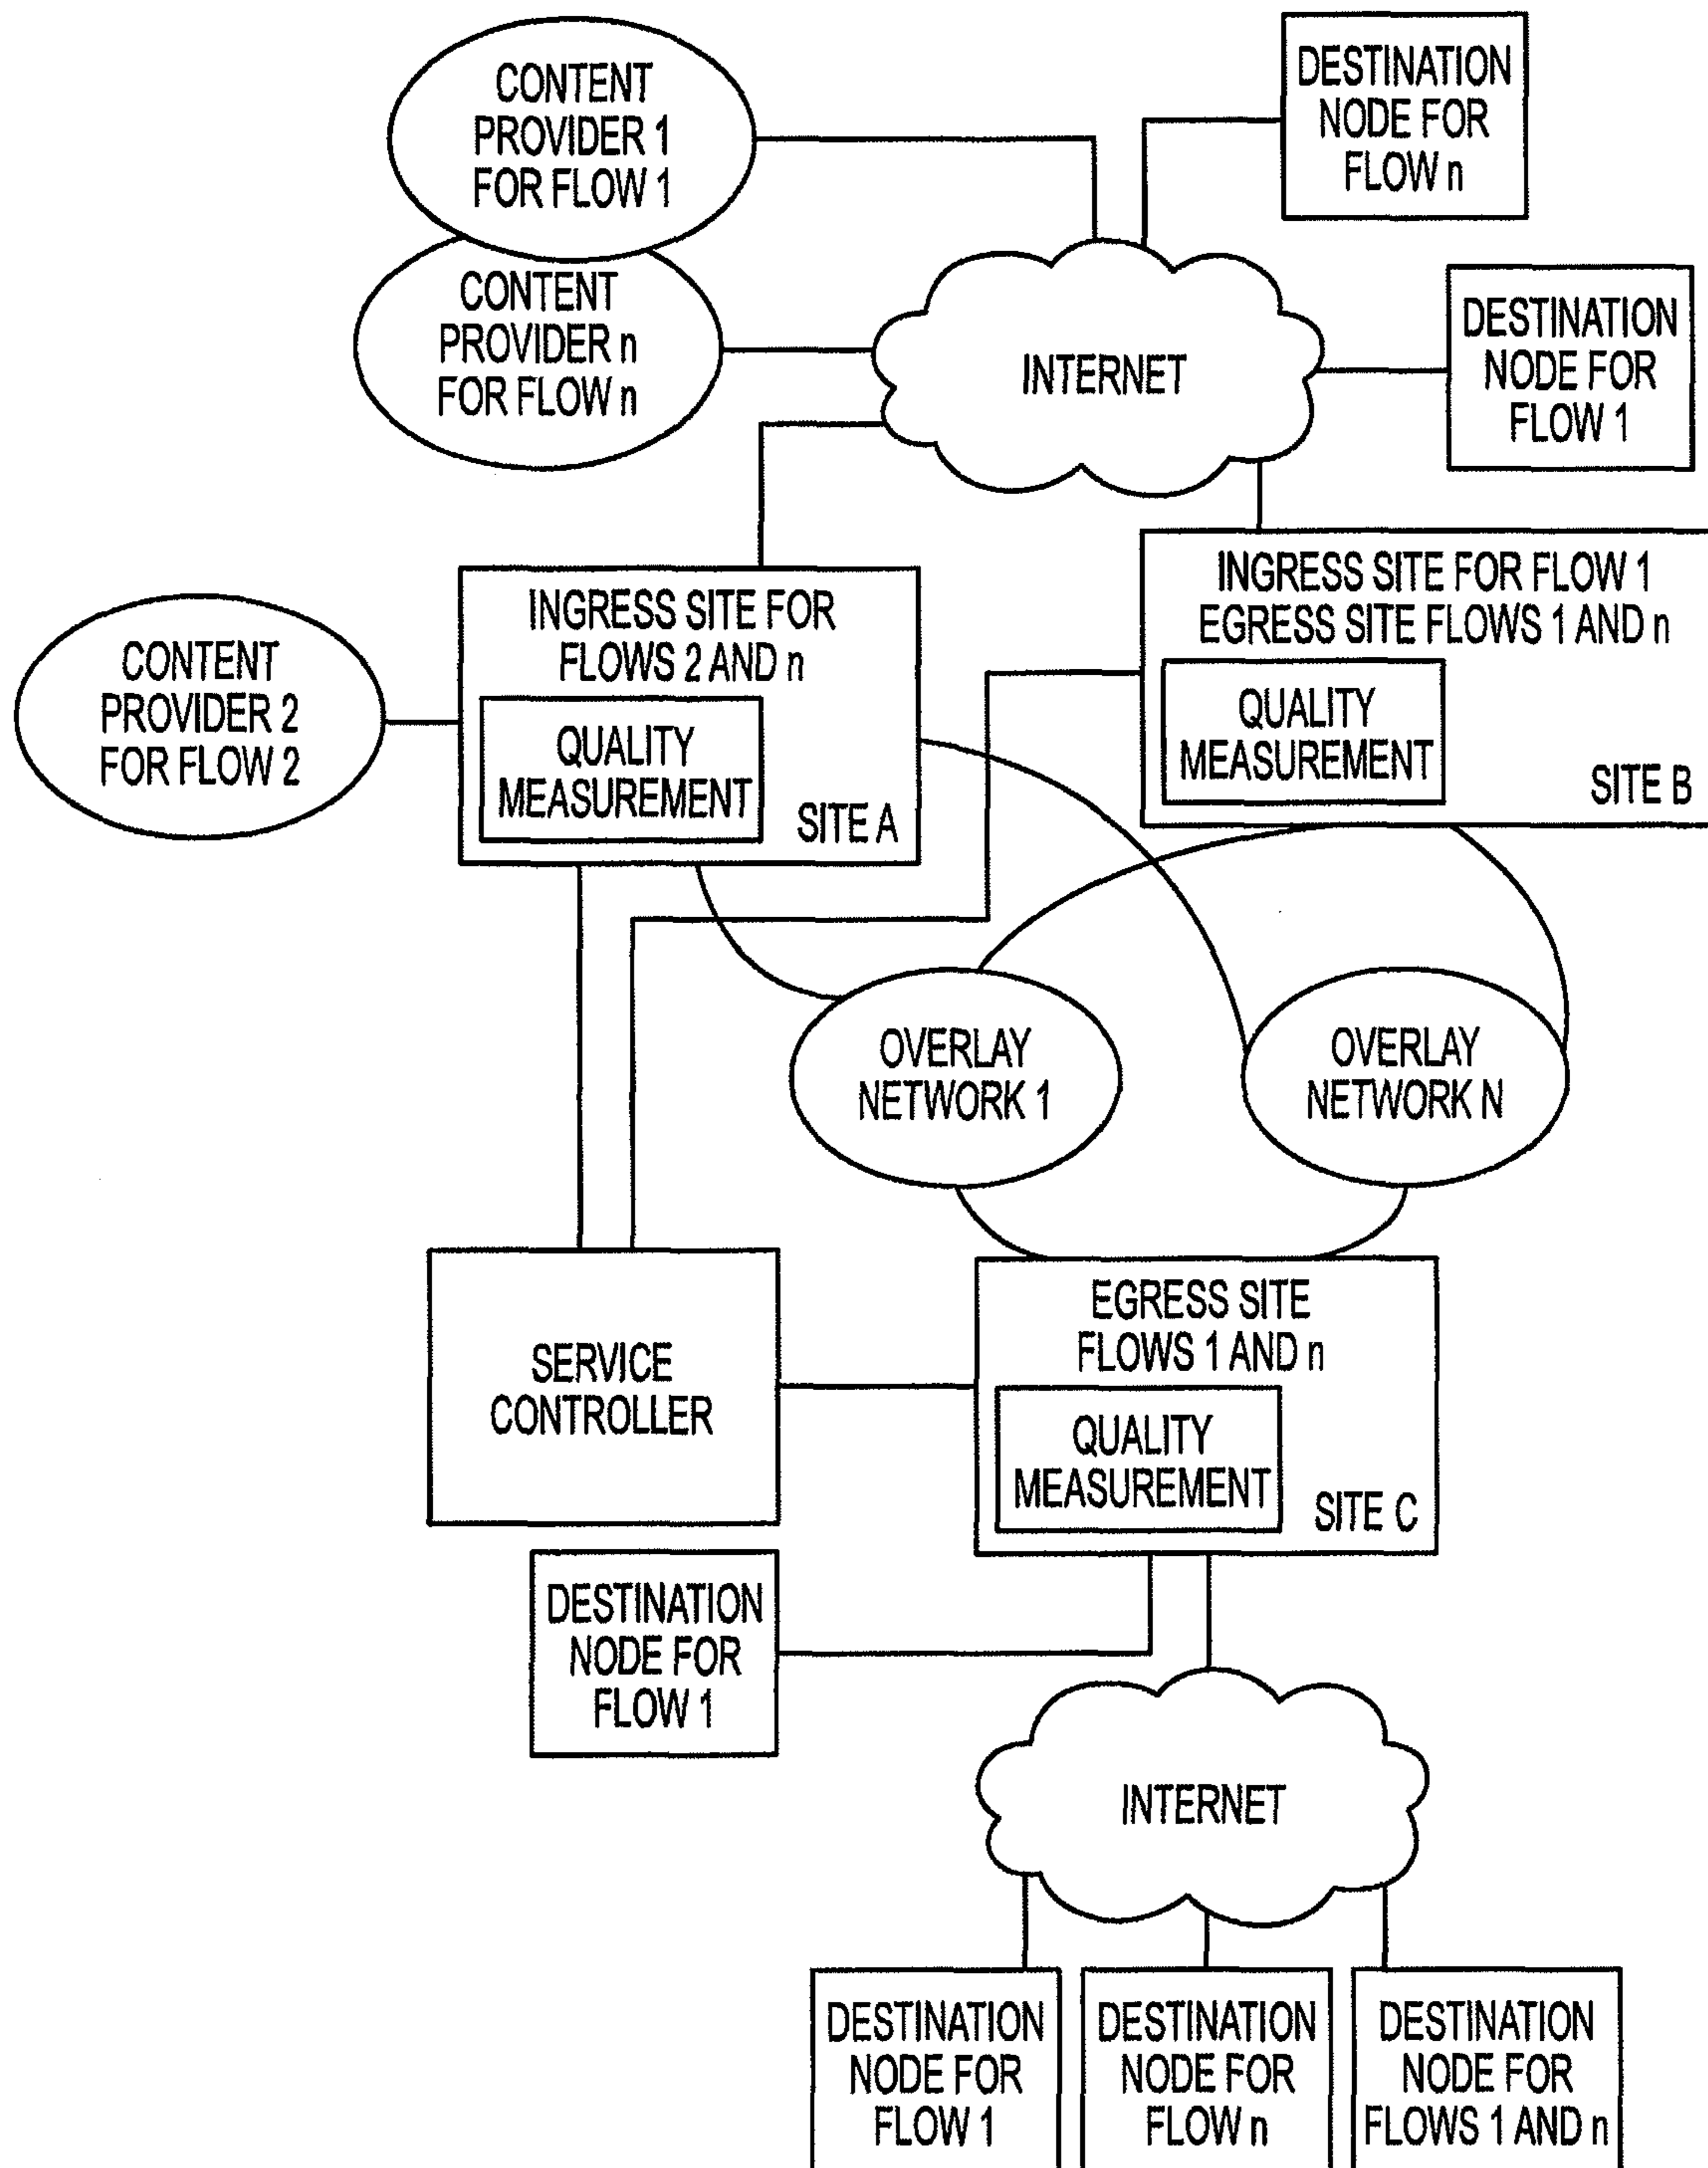 CONTENT
PROVIDER 1
FOR FLOW 1
DESTINATION
NODE FOR
FLOW n
CONTENT
PROVIDER n
FOR FLOW n
INTERNET
DESTINATION
NODE FOR
FLOW 1
INGRESS SITE FOR
FLOWS 2 AND n
QUALITY
MEASUREMENT
SITE A
INGRESS SITE FOR FLOW 1
EGRESS SITE FLOWS 1 AND n
QUALITY
MEASUREMENT
SITE B
CONTENT
PROVIDER 2
FOR FLOW 2
OVERLAY
NETWORK 1
OVERLAY
NETWORK N
SERVICE
CONTROLLER
EGRESS SITE
FLOWS 1 AND n
QUALITY
MEASUREMENT
SITE C
DESTINATION
NODE FOR
FLOW 1
INTERNET
DESTINATION
NODE FOR
FLOW 1
DESTINATION
NODE FOR
FLOW n
DESTINATION
NODE FOR
FLOWS 1 AND n